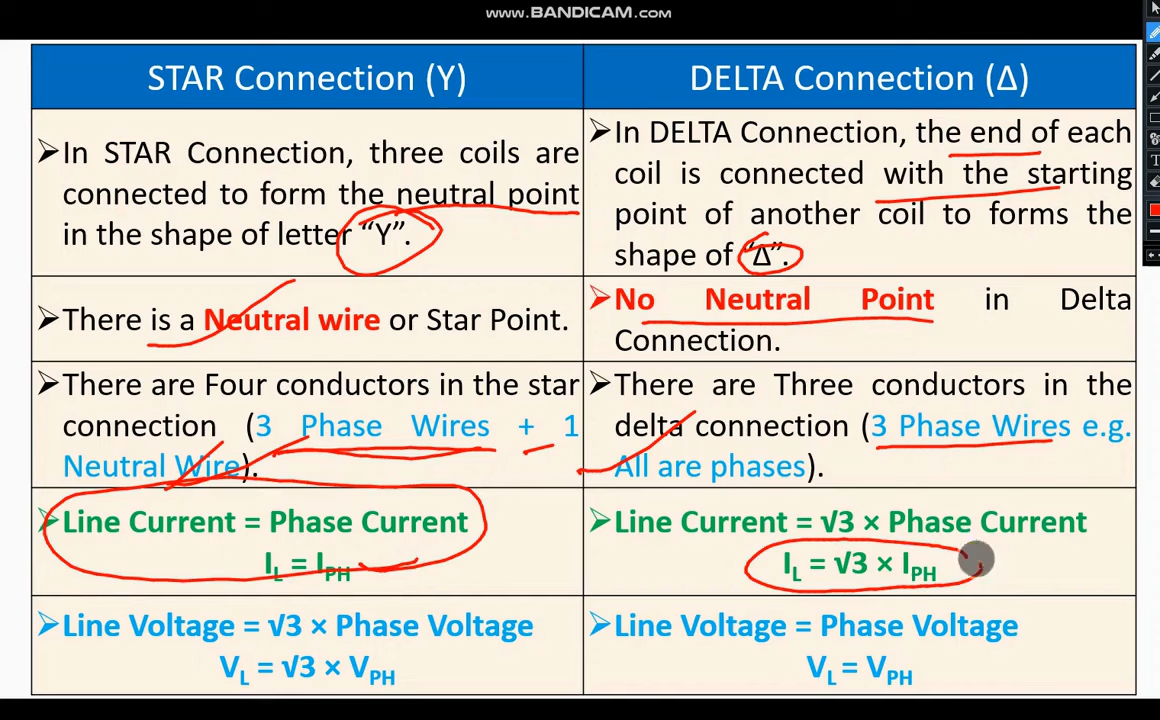 www.BANDICAM.com
STAR Connection (Y)
DELTA Connection (Δ)
➢In STAR Connection, three coils are
connected to form the neutral point
in the shape of letter “Y”.
➢In DELTA Connection, the end of each
coil is connected with the starting
point of another coil to forms the
shape of “Δ”.
➢There is a Neutral wire or Star Point.
➢No Neutral Point in Delta
Connection.
➢There are Four conductors in the star
connection (3 Phase Wires + 1
Neutral Wire).
➢There are Three conductors in the
delta connection (3 Phase Wires e.g.
All are phases).
➢Line Current = Phase Current
IL = IPH
➢Line Current = √3 × Phase Current
IL = √3 × IPH
➢Line Voltage = √3 × Phase Voltage
VL = √3 × VPH
➢Line Voltage = Phase Voltage
VL = VPH